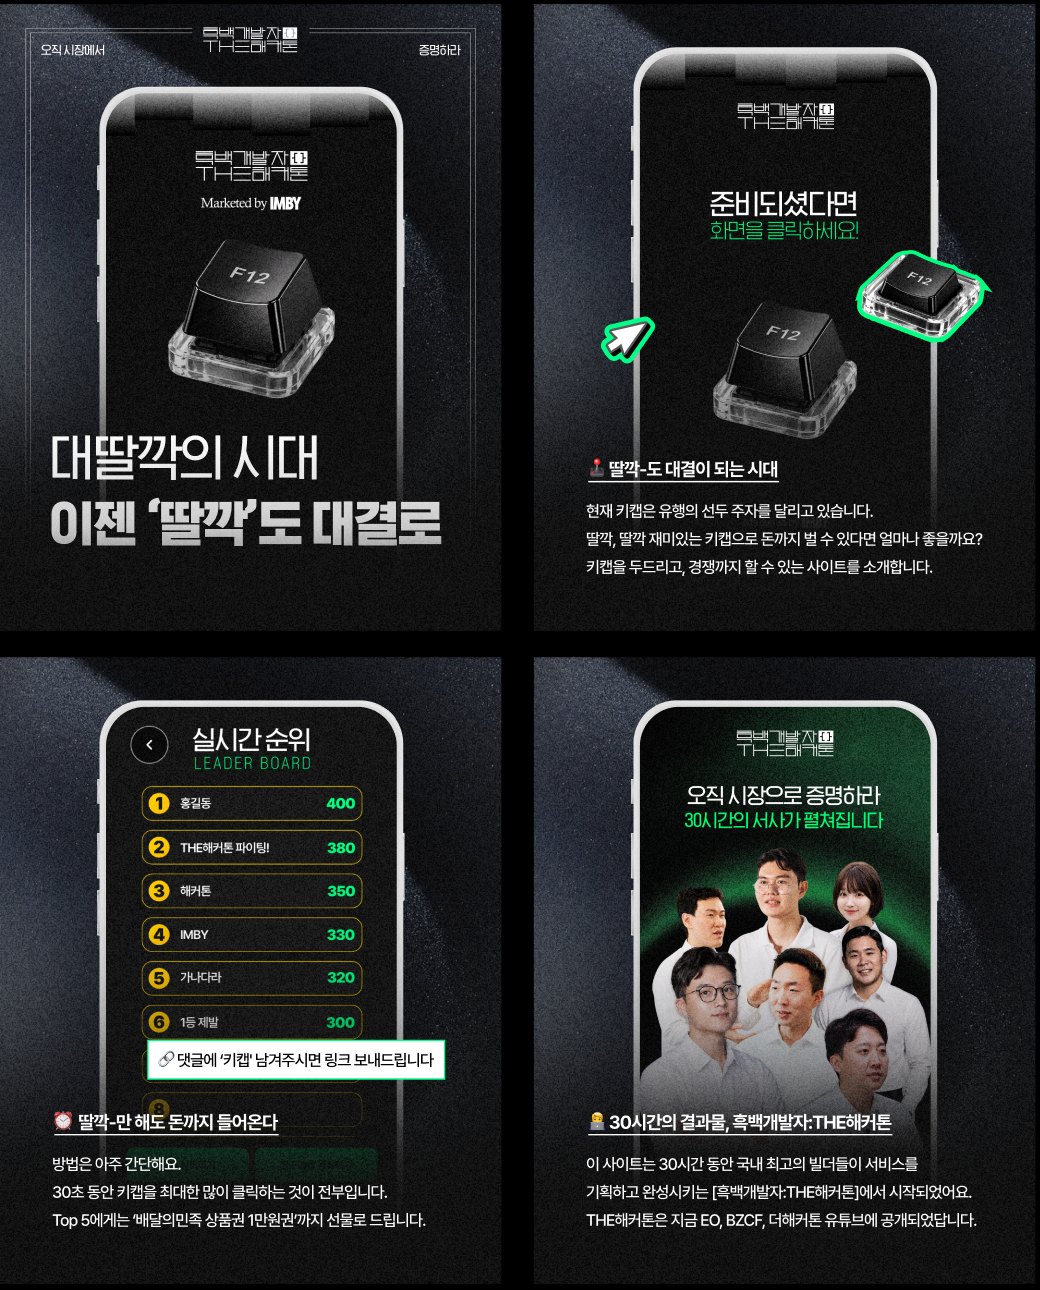 오직 시장에서
흑백개발자{}
THE해커톤
증명하라
흑백개발자{}
THE해커톤
Marketed by IMBY
F12
대딸깍의 시대
이젠 ‘딸깍’도 대결로
흑백개발자{}
THE해커톤
준비되셨다면
화면을 클릭하세요!
F12
F12
딸깍-도 대결이 되는 시대
현재 키캡은 유행의 선두 주자를 달리고 있습니다.
딸깍, 딸깍 재미있는 키캡으로 돈까지 벌 수 있다면 얼마나 좋을까요?
키캡을 두드리고, 경쟁까지 할 수 있는 사이트를 소개합니다.
실시간 순위
LEADER BOARD
1 홍길동 400
2 THE해커톤 파이팅! 380
3 해커톤 350
4 IMBY 330
5 가나다라 320
6 1등 제발 300
댓글에 ‘키캡’ 남겨주시면 링크 보내드립니다
8
딸깍-만 해도 돈까지 들어온다
방법은 아주 간단해요.
30초 동안 키캡을 최대한 많이 클릭하는 것이 전부입니다.
Top 5에게는 ‘배달의민족 상품권 1만원권’까지 선물로 드립니다.
흑백개발자{}
THE해커톤
오직 시장으로 증명하라
30시간의 서사가 펼쳐집니다
30시간의 결과물, 흑백개발자:THE해커톤
이 사이트는 30시간 동안 국내 최고의 빌더들이 서비스를
기획하고 완성시키는 [흑백개발자:THE해커톤]에서 시작되었어요.
THE해커톤은 지금 EO, BZCF, 더해커톤 유튜브에 공개되었답니다.